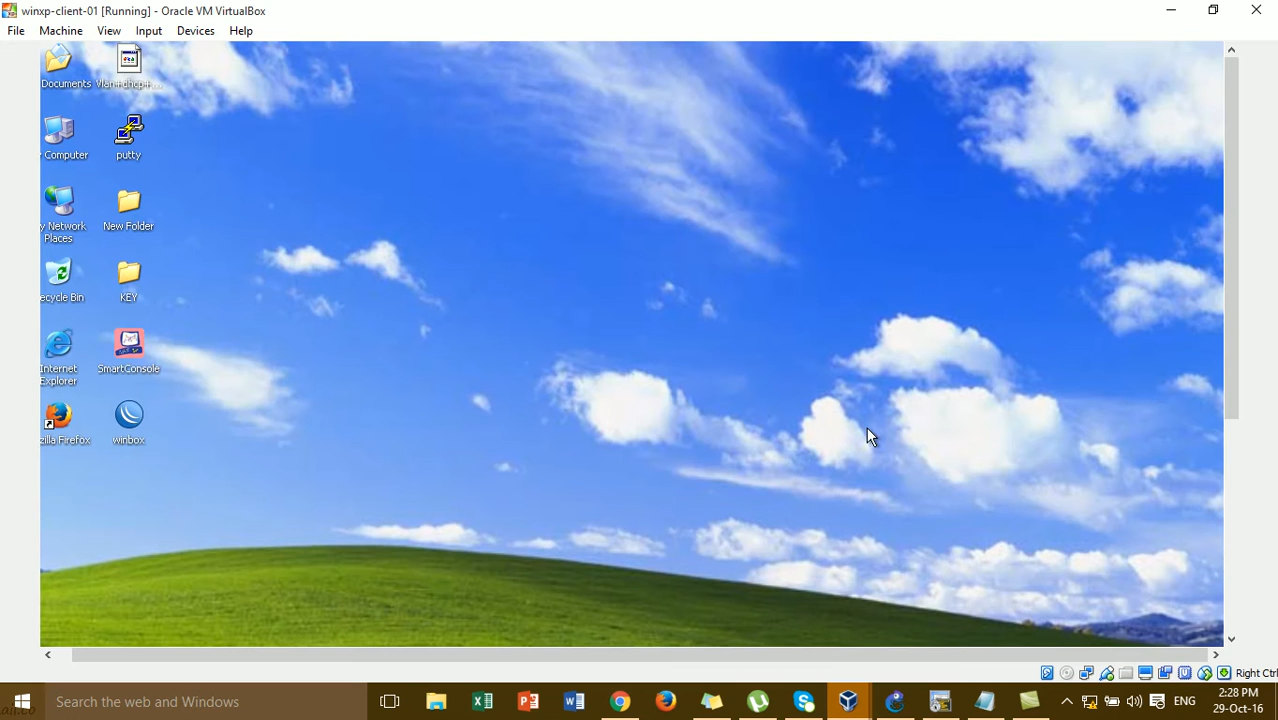 winxp-client-01 [Running] - Oracle VM VirtualBox
File Machine View Input Devices Help
Documents
y Computer
putty
y Network
Places
New Folder
ecycle Bin
KEY
Internet
Explorer
SmartConsole
zilla Firefox
winbox
Right Ctrl
Search the web and Windows
ENG
2:28 PM
29-Oct-16